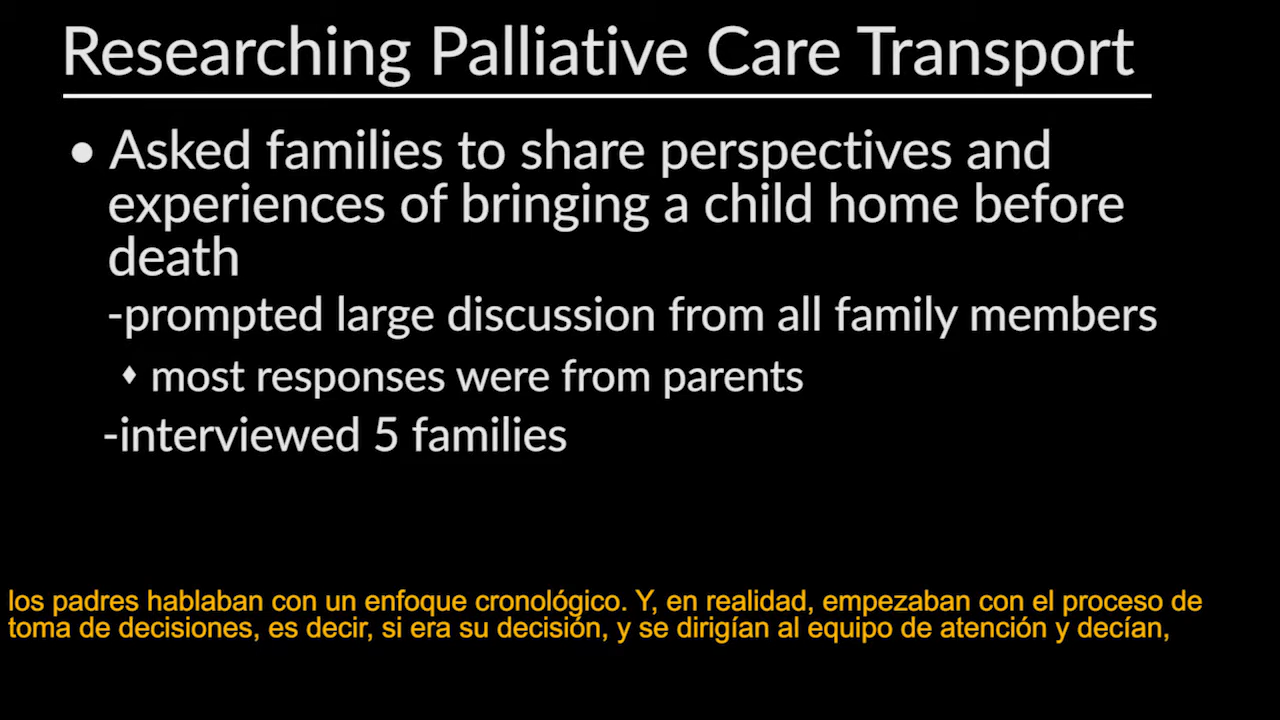 Researching Palliative Care Transport
• Asked families to share perspectives and
experiences of bringing a child home before
death
-prompted large discussion from all family members
♦ most responses were from parents
-interviewed 5 families
los padres hablaban con un enfoque cronológico. Y, en realidad, empezaban con el proceso de
toma de decisiones, es decir, si era su decisión, y se dirigían al equipo de atención y decían,